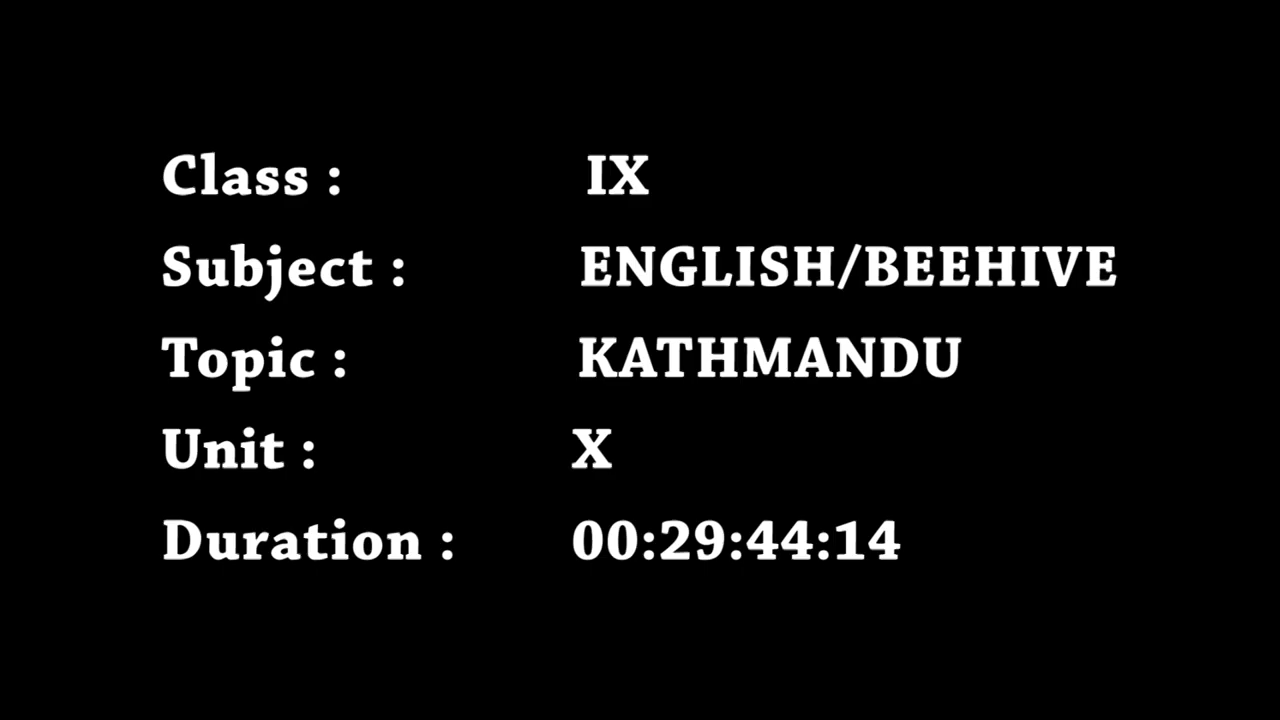 Class : IX
Subject : ENGLISH/BEEHIVE
Topic : KATHMANDU
Unit : X
Duration : 00:29:44:14